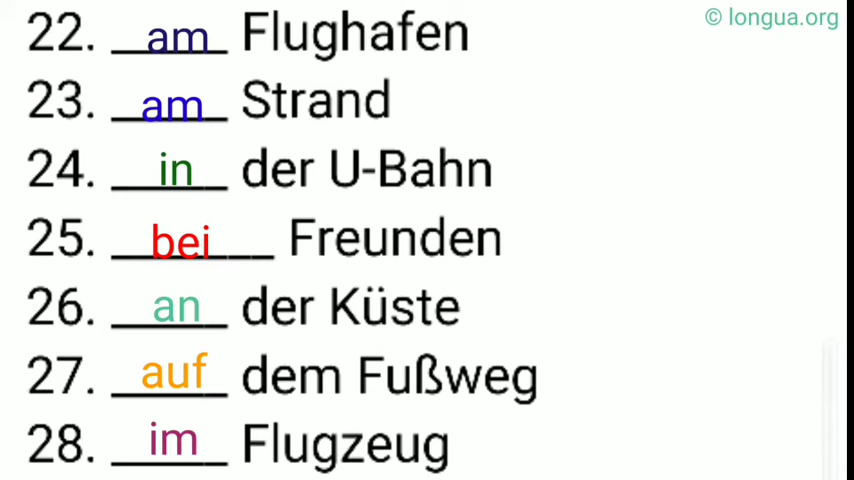 © longua.org
22. am Flughafen
23. am Strand
24. in der U-Bahn
25. bei Freunden
26. an der Küste
27. auf dem Fußweg
28. im Flugzeug